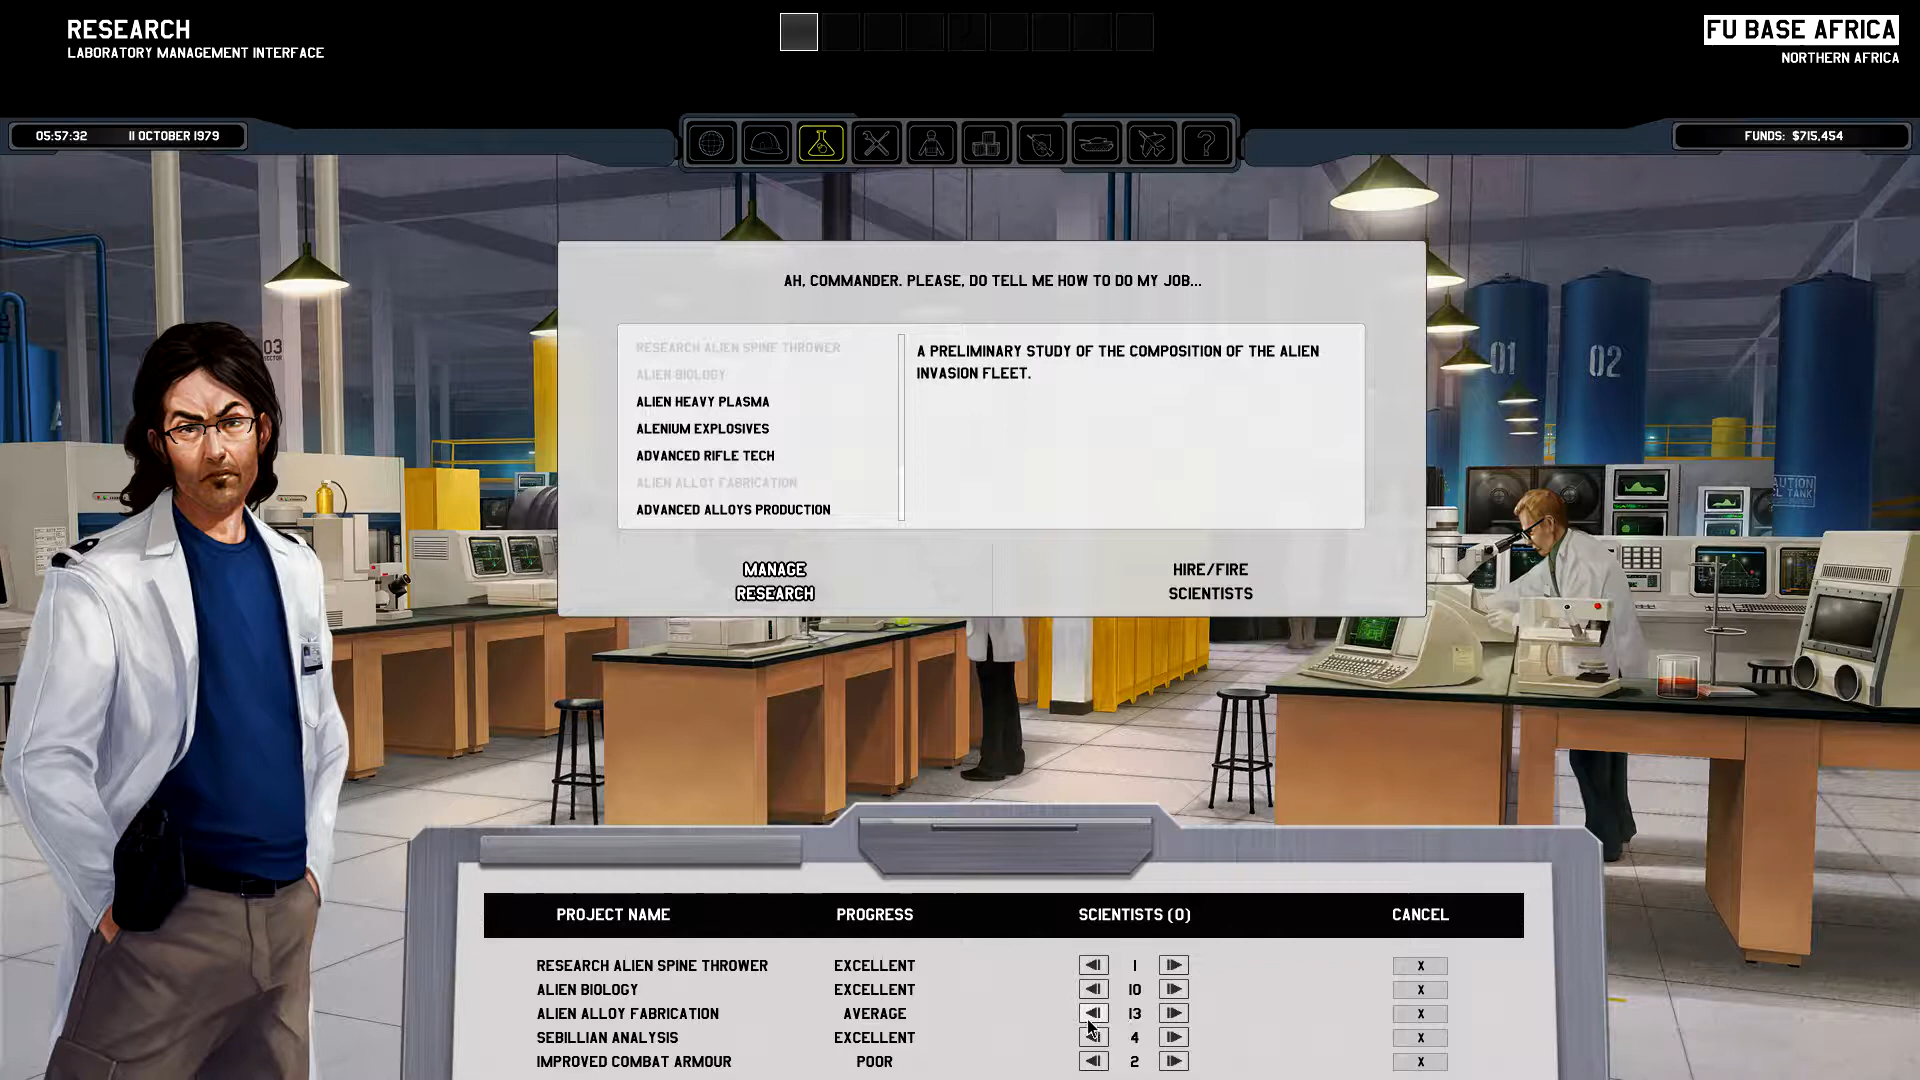 RESEARCH
LABORATORY MANAGEMENT INTERFACE
FU BASE AFRICA
NORTHERN AFRICA
05:57:32 11 OCTOBER 1979
FUNDS: $715,454
AH, COMMANDER. PLEASE, DO TELL ME HOW TO DO MY JOB...
RESEARCH ALIEN SPINE THROWER
ALIEN BIOLOGY
ALIEN HEAVY PLASMA
ALENIUM EXPLOSIVES
ADVANCED RIFLE TECH
ALIEN ALLOY FABRICATION
ADVANCED ALLOYS PRODUCTION
A PRELIMINARY STUDY OF THE COMPOSITION OF THE ALIEN
INVASION FLEET.
MANAGE
RESEARCH
HIRE/FIRE
SCIENTISTS
03
01
02
PROJECT NAME PROGRESS SCIENTISTS (0) CANCEL
RESEARCH ALIEN SPINE THROWER EXCELLENT 1 X
ALIEN BIOLOGY EXCELLENT 10 X
ALIEN ALLOY FABRICATION AVERAGE 13 X
SEBILLIAN ANALYSIS EXCELLENT 4 X
IMPROVED COMBAT ARMOUR POOR 2 X